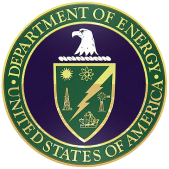 DEPARTMENT OF ENERGY
UNITED STATES OF AMERICA